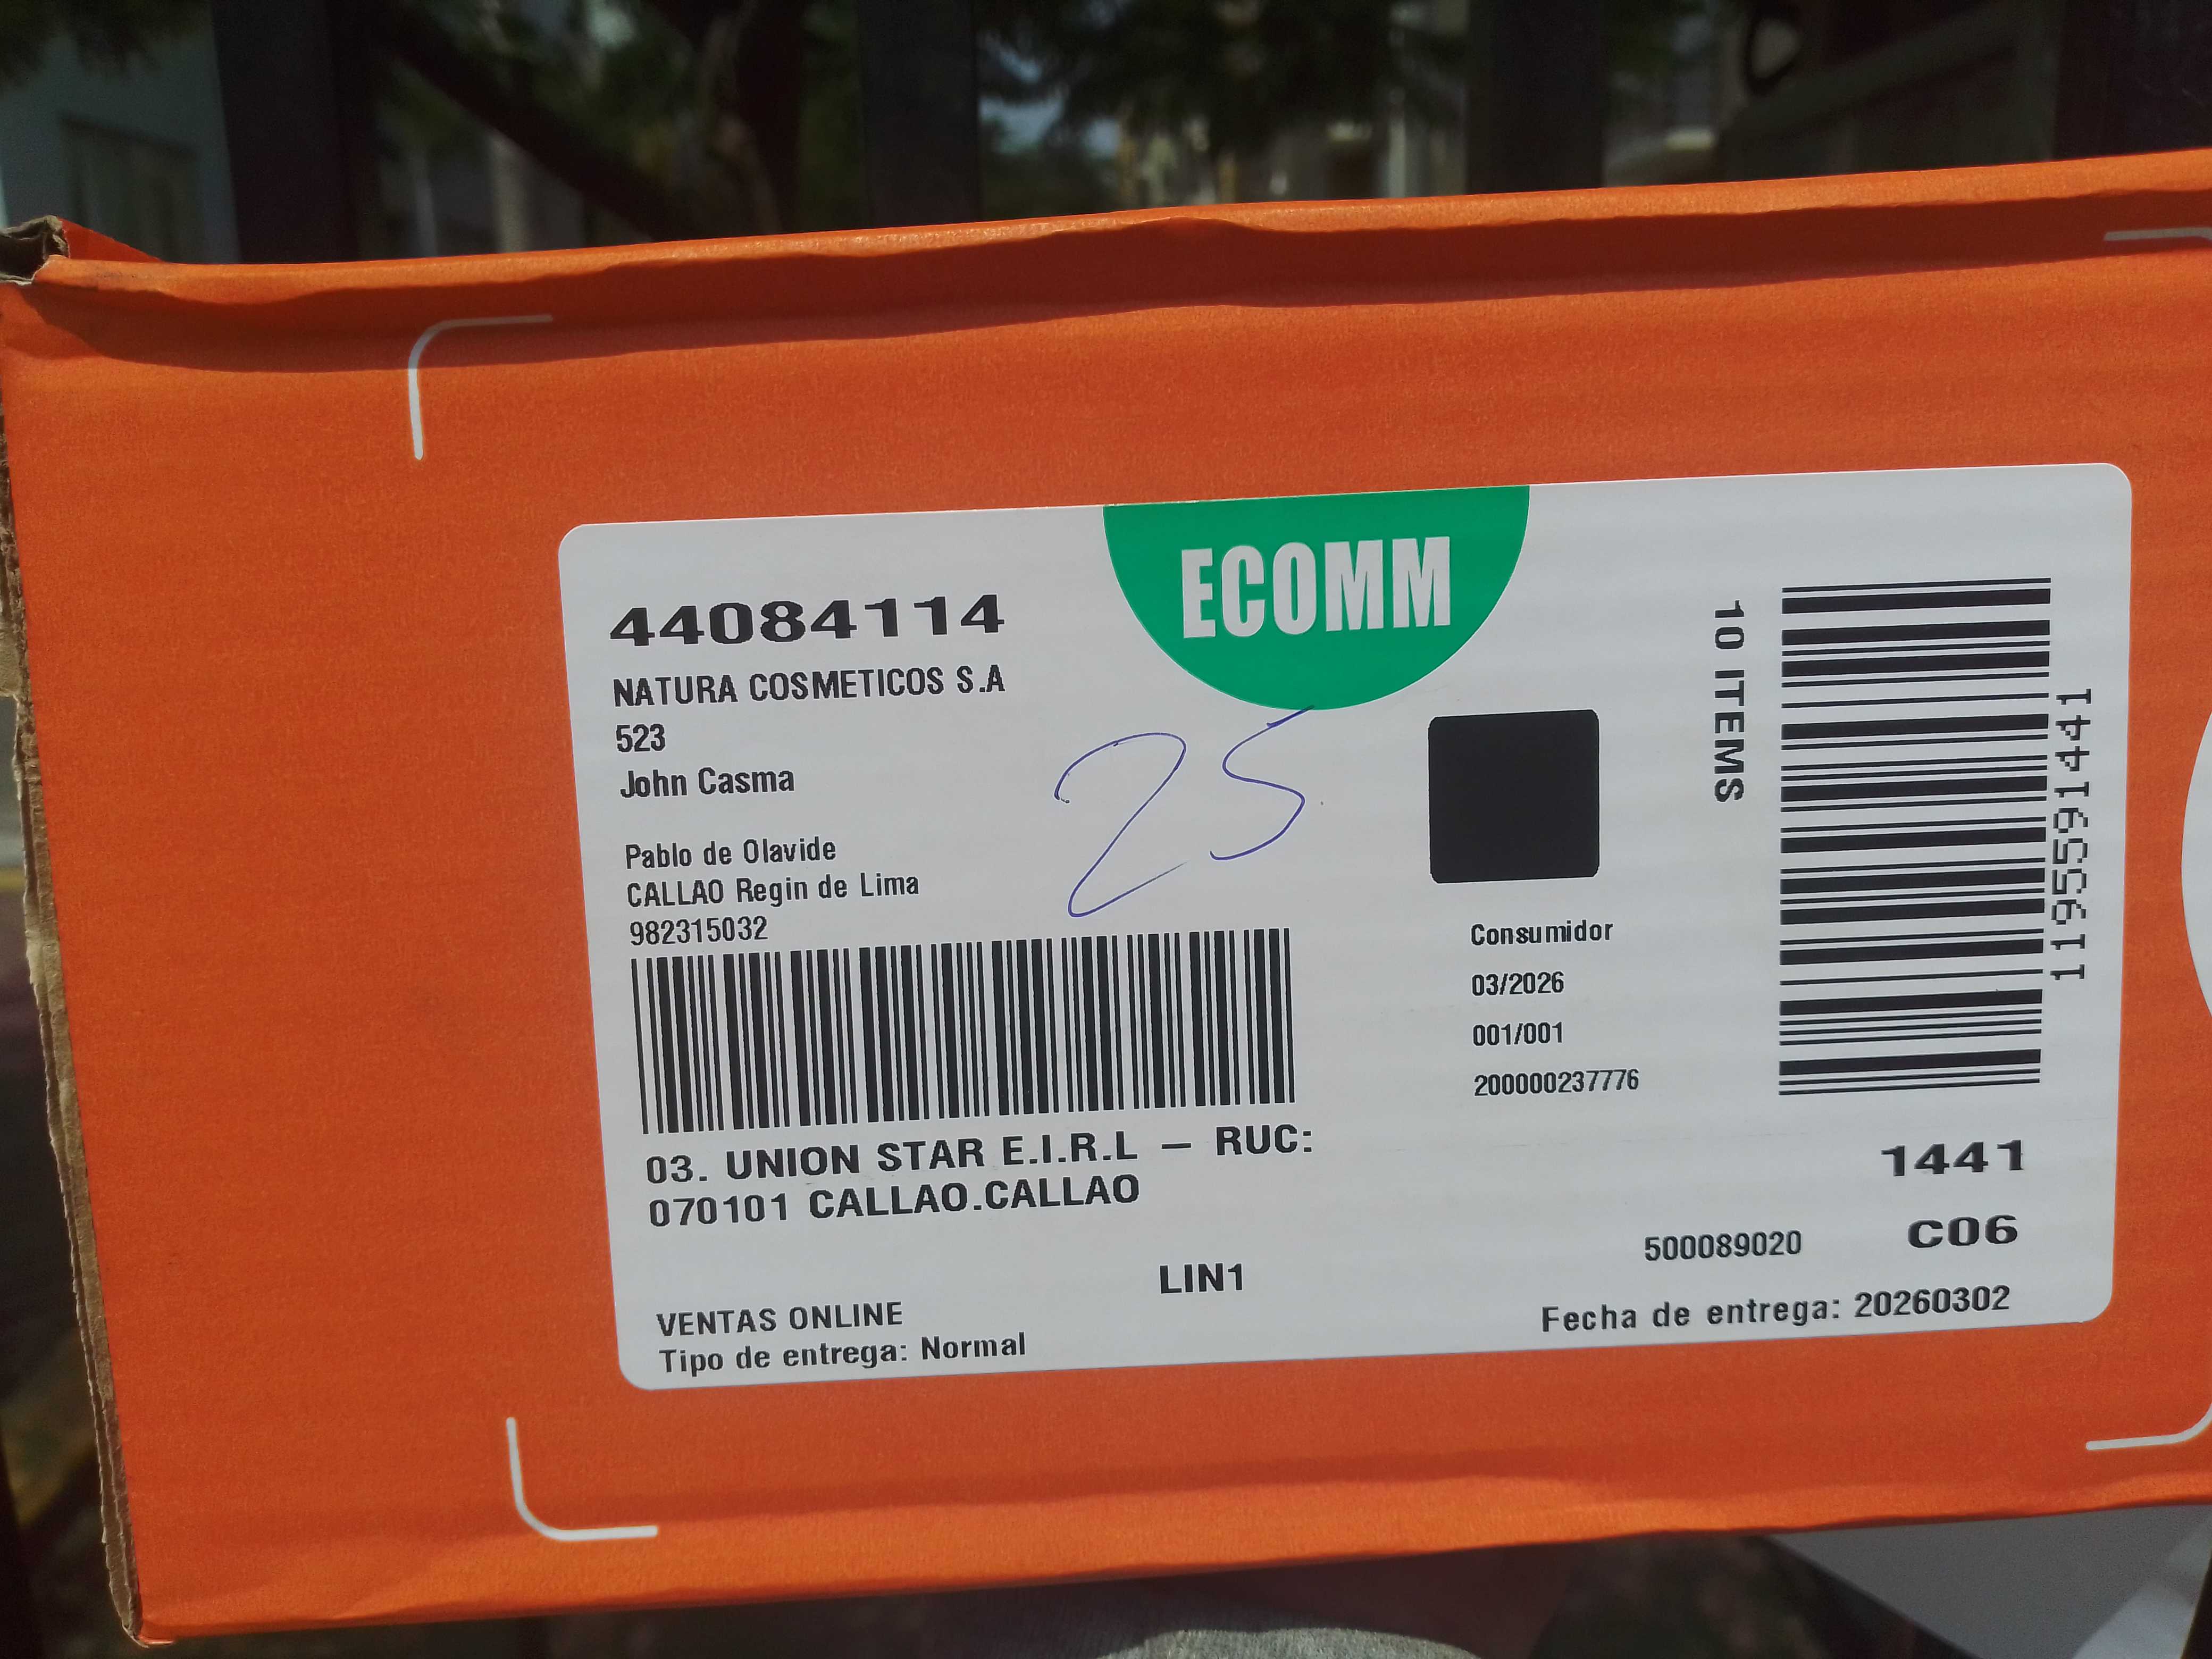 ECOMM
44084114
NATURA COSMETICOS S.A
523
John Casma
25
Pablo de Olavide
CALLAO Regin de Lima
982315032
10 ITEMS
1195591441
Consumidor
03/2026
001/001
200000237776
03. UNION STAR E.I.R.L – RUC:
070101 CALLAO.CALLAO
1441
500089020 C06
LIN1
VENTAS ONLINE
Tipo de entrega: Normal
Fecha de entrega: 20260302